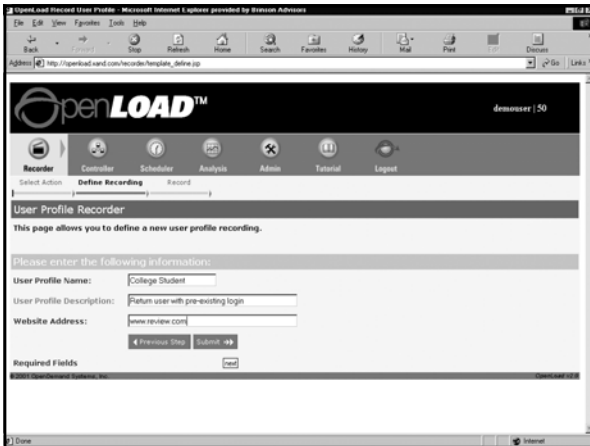 OpenLoad Record User Profile - Microsoft Internet Explorer provided by Brinson Advisors
File Edit View Favorites Tools Help
Back Forward Stop Refresh Home Search Favorites History Mail Print Edit Discuss
Address http://openload.xand.com/recorder/template_define.jsp Go Links
OpenLOAD™
demouser | 50
Recorder Controller Scheduler Analysis Admin Tutorial Logout
Select Action Define Recording Record
User Profile Recorder
This page allows you to define a new user profile recording.
Please enter the following information:
User Profile Name: College Student
User Profile Description: Return user with pre-existing login
Website Address: www.review.com
Previous Step Submit
Required Fields next
© 2001 OpenDemand Systems, Inc. OpenLoad v2.0
Done Internet